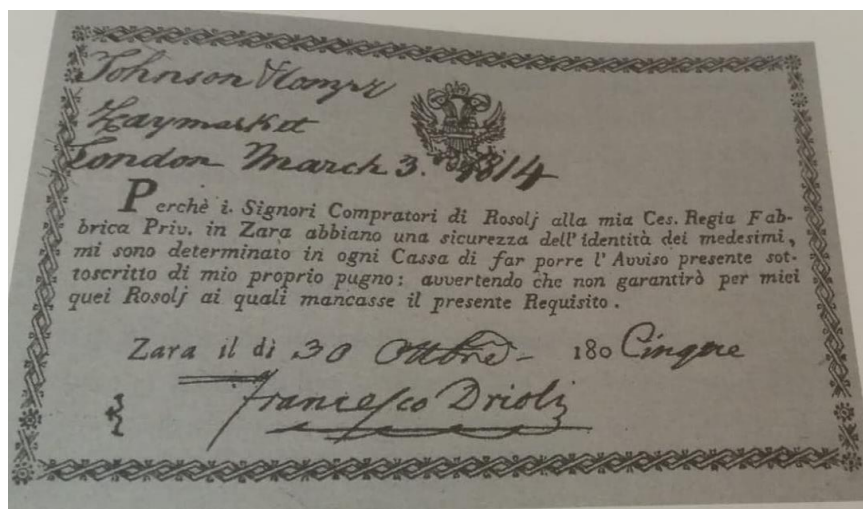 Johnson & Compy
Haymarket
London March 3. 1814
Perchè i. Signori Compratori di Rosolj alla mia Ces. Regia Fab-
brica Priv. in Zara abbiano una sicurezza dell' identità dei medesimi,
mi sono determinato in ogni Cassa di far porre l' Avviso presente sot-
toscritto di mio proprio pugno: avvertendo che non garantirò per miei
quei Rosolj ai quali mancasse il presente Requisito.
Zara il dì 30 Ottbre 180 Cinque
Francesco Drioli